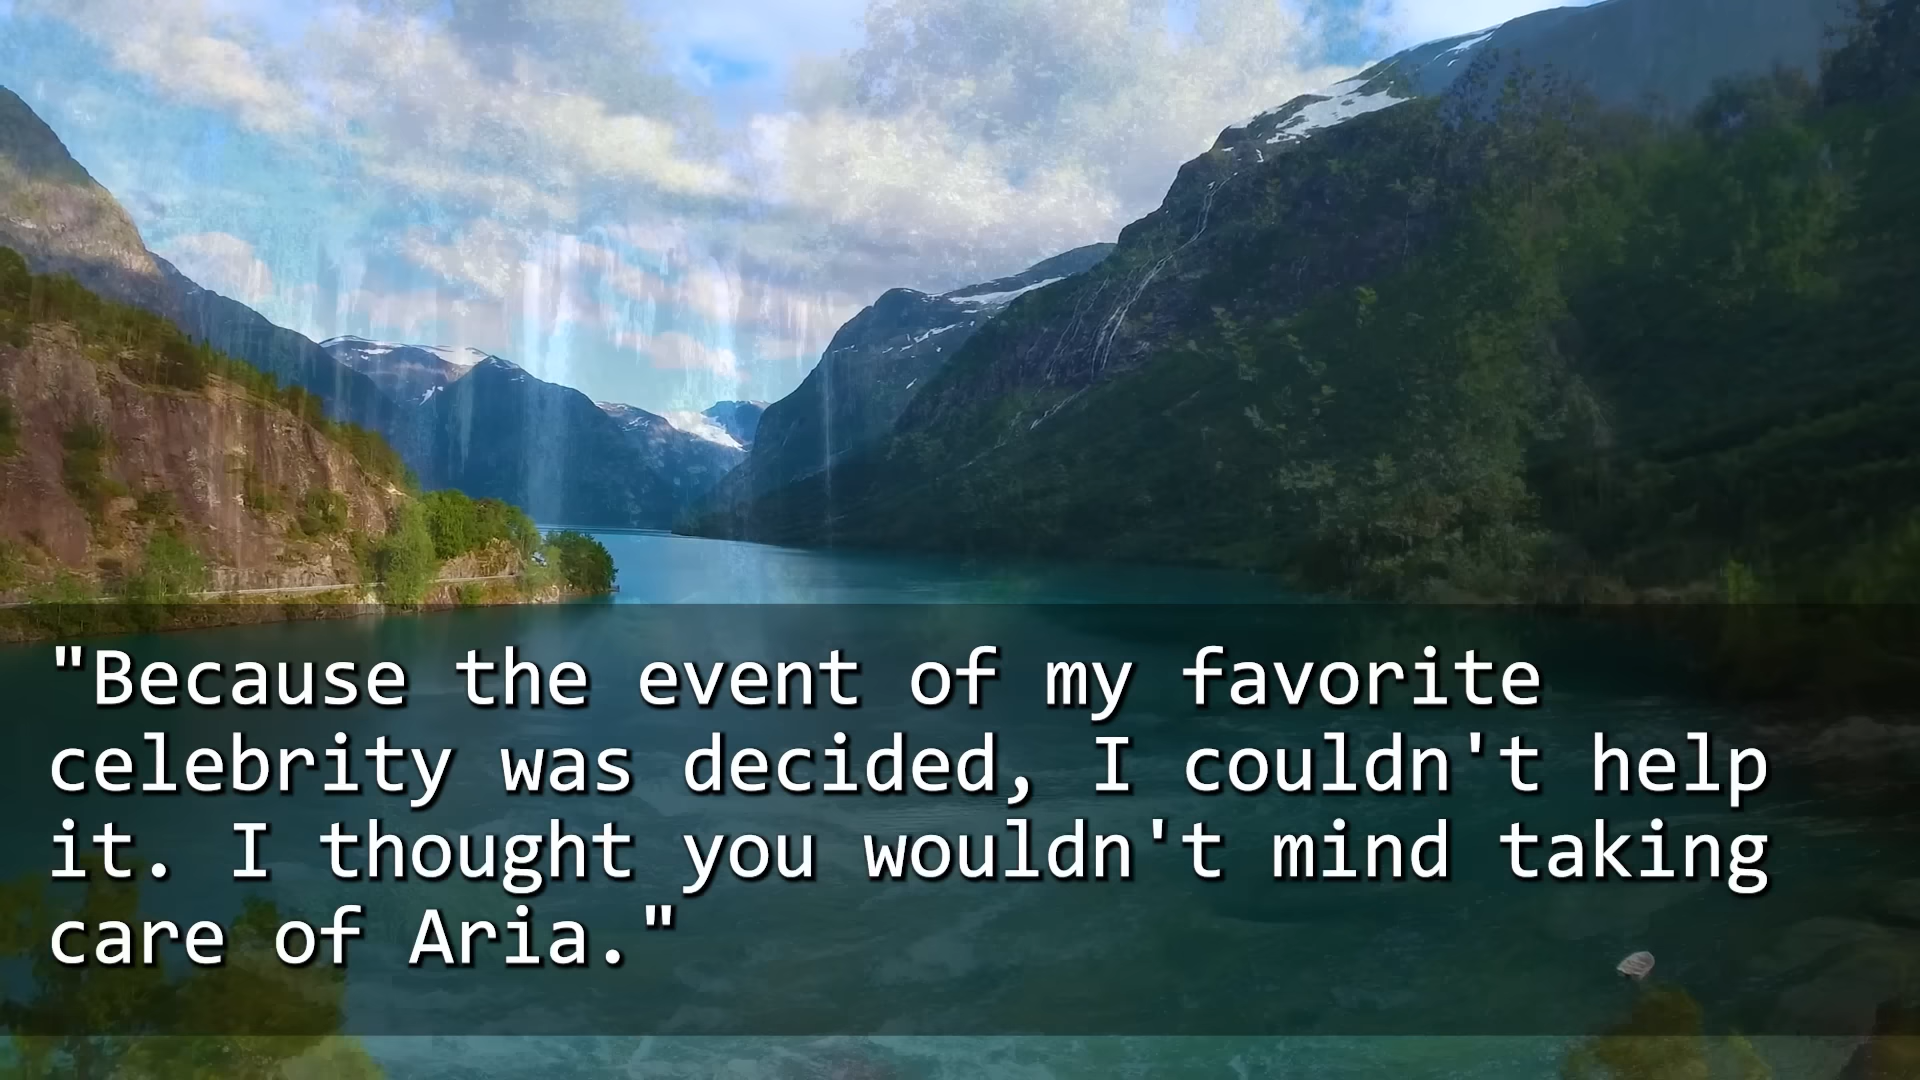 "Because the event of my favorite
celebrity was decided, I couldn't help
it. I thought you wouldn't mind taking
care of Aria."